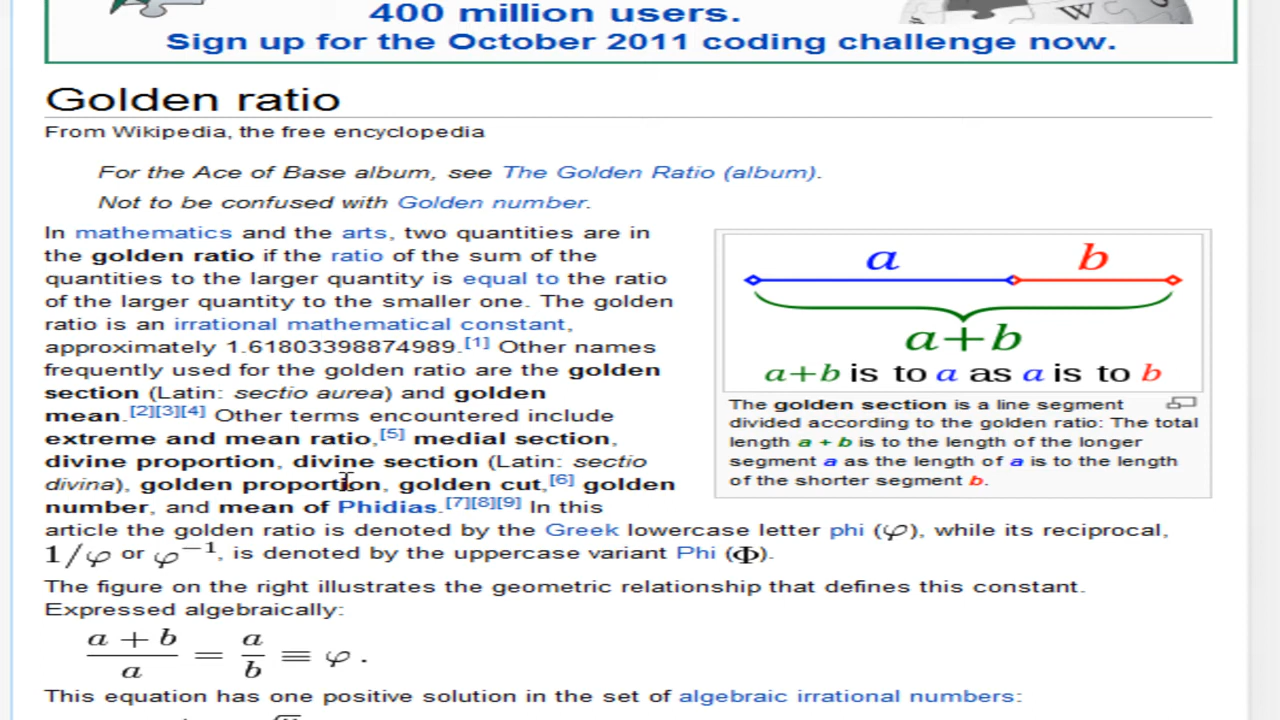 400 million users.
Sign up for the October 2011 coding challenge now.
W
Golden ratio
From Wikipedia, the free encyclopedia
For the Ace of Base album, see The Golden Ratio (album).
Not to be confused with Golden number.
In mathematics and the arts, two quantities are in
the golden ratio if the ratio of the sum of the
quantities to the larger quantity is equal to the ratio
of the larger quantity to the smaller one. The golden
ratio is an irrational mathematical constant,
approximately 1.61803398874989.[1] Other names
frequently used for the golden ratio are the golden
section (Latin: sectio aurea) and golden
mean.[2][3][4] Other terms encountered include
extreme and mean ratio,[5] medial section,
divine proportion, divine section (Latin: sectio
divina), golden proportion, golden cut,[6] golden
number, and mean of Phidias.[7][8][9] In this
article the golden ratio is denoted by the Greek lowercase letter phi (φ), while its reciprocal,
1/φ or φ⁻¹, is denoted by the uppercase variant Phi (Φ).
a b
a+b
a+b is to a as a is to b
The golden section is a line segment
divided according to the golden ratio: The total
length a + b is to the length of the longer
segment a as the length of a is to the length
of the shorter segment b.
The figure on the right illustrates the geometric relationship that defines this constant.
Expressed algebraically:
(a + b)/a = a/b ≡ φ .
This equation has one positive solution in the set of algebraic irrational numbers: